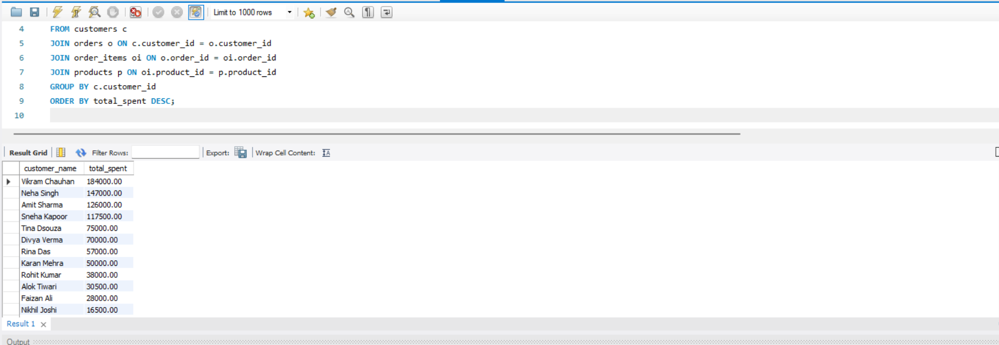 Limit to 1000 rows
4 FROM customers c
5 JOIN orders o ON c.customer_id = o.customer_id
6 JOIN order_items oi ON o.order_id = oi.order_id
7 JOIN products p ON oi.product_id = p.product_id
8 GROUP BY c.customer_id
9 ORDER BY total_spent DESC;
10
Result Grid Filter Rows: Export: Wrap Cell Content:
customer_name total_spent
Vikram Chauhan 184000.00
Neha Singh 147000.00
Amit Sharma 126000.00
Sneha Kapoor 117500.00
Tina Dsouza 75000.00
Divya Verma 70000.00
Rina Das 57000.00
Karan Mehra 50000.00
Rohit Kumar 38000.00
Alok Tiwari 30500.00
Faizan Ali 28000.00
Nikhil Joshi 16500.00
Result 1
Output